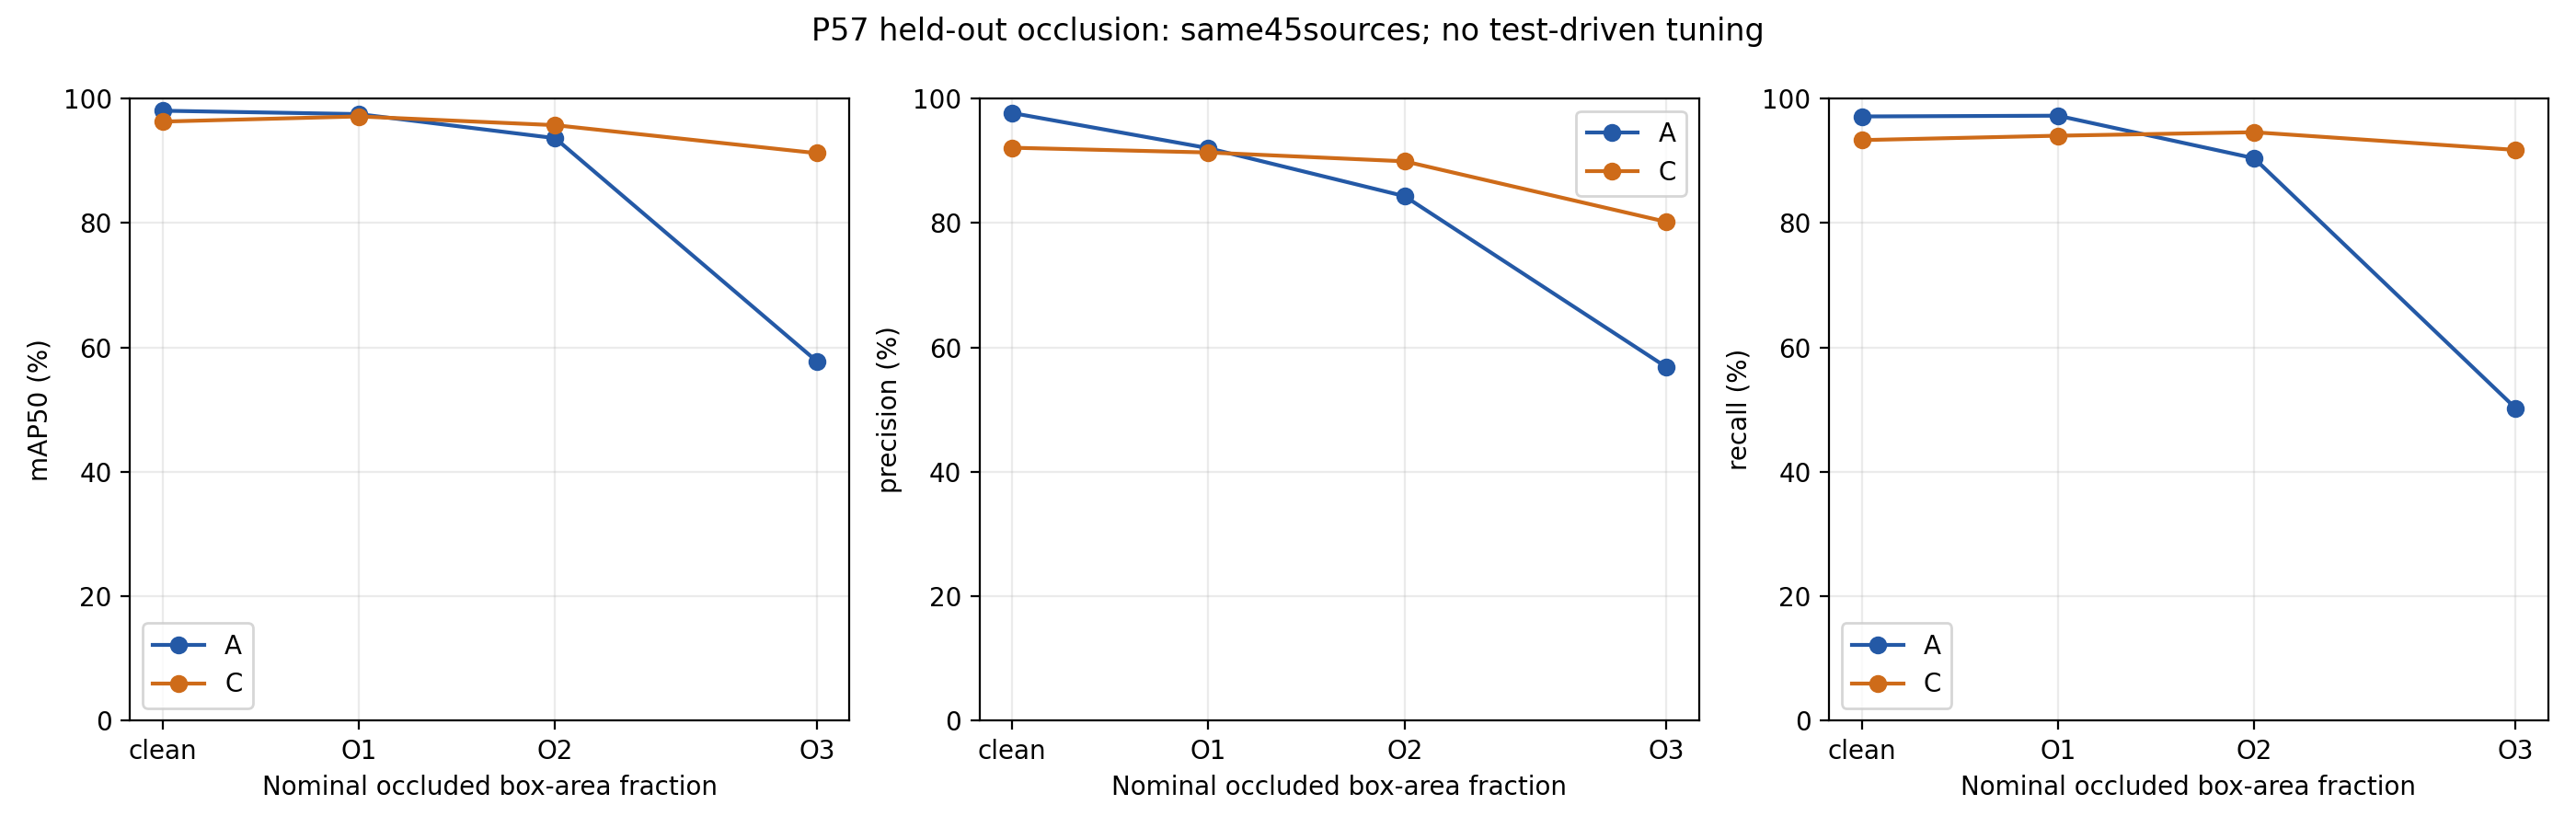 P57 held-out occlusion: same45sources; no test-driven tuning
100
80
60
40
20
0
mAP50 (%)
A
C
clean O1 O2 O3
Nominal occluded box-area fraction
100
80
60
40
20
0
precision (%)
A
C
clean O1 O2 O3
Nominal occluded box-area fraction
100
80
60
40
20
0
recall (%)
A
C
clean O1 O2 O3
Nominal occluded box-area fraction